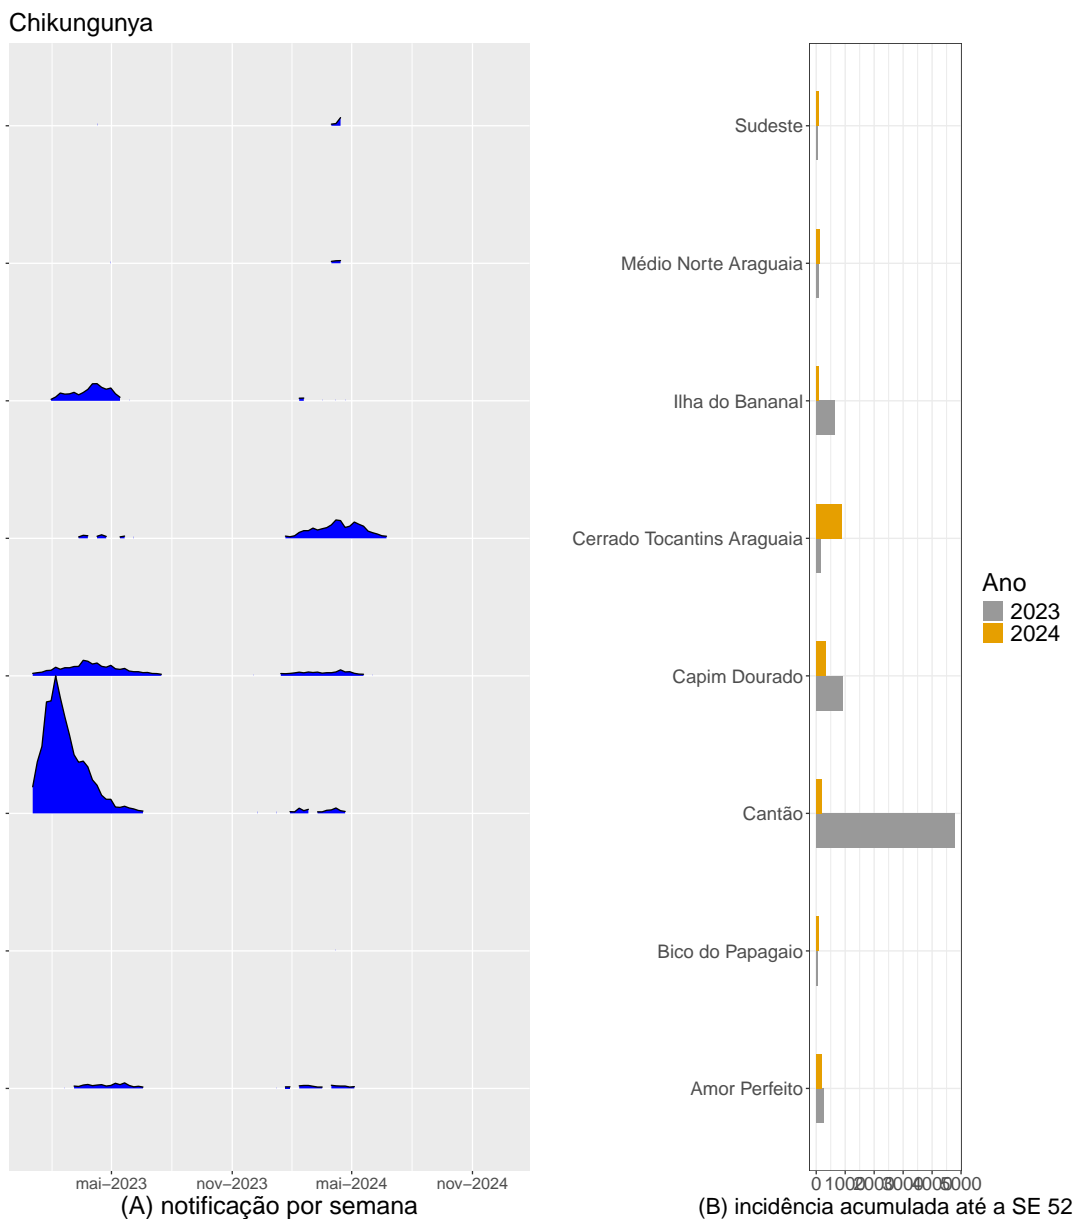 Chikungunya
Sudeste
Médio Norte Araguaia
Ilha do Bananal
Cerrado Tocantins Araguaia
Capim Dourado
Cantão
Bico do Papagaio
Amor Perfeito
Ano
2023
2024
mai–2023 nov–2023 mai–2024 nov–2024
0 1000 2000 3000 4000 5000
(A) notificação por semana
(B) incidência acumulada até a SE 52